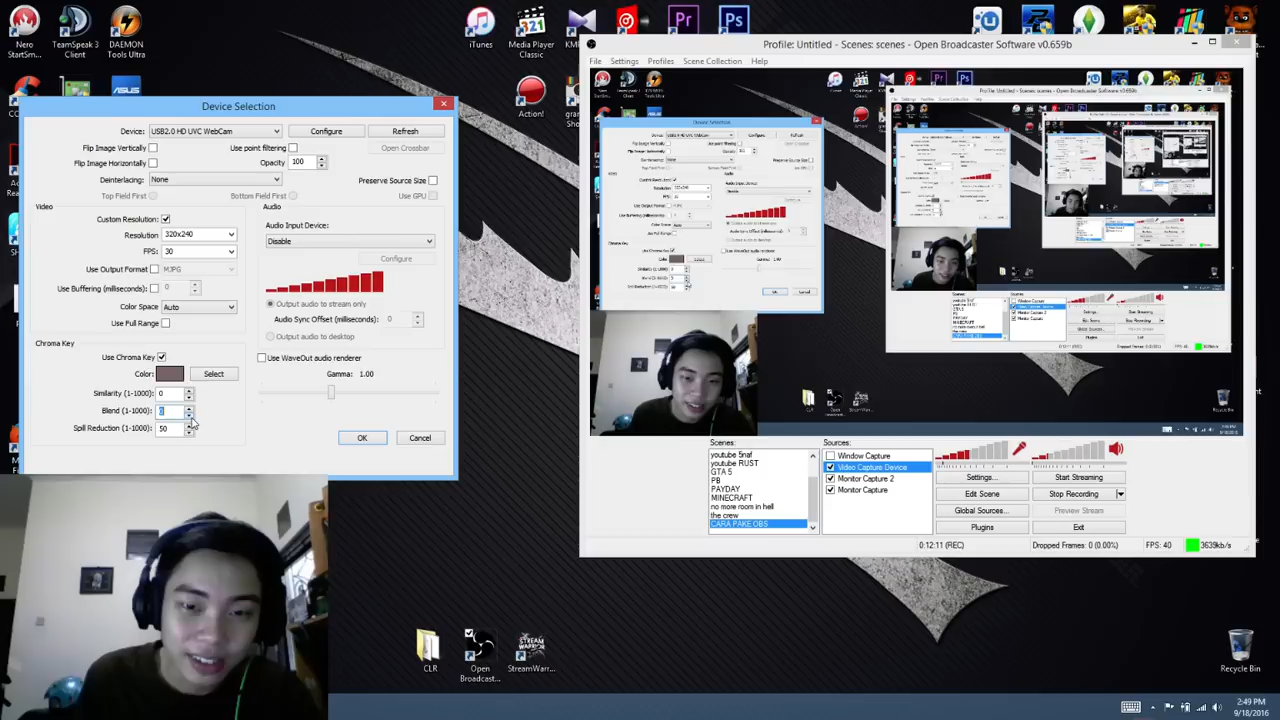 Nero
StartSm...
TeamSpeak 3
Client
DAEMON
Tools Ultra
iTunes
Media Player
Classic
Action!
Device Selection
Device:
USB2.0 HD UVC WebCam
Configure
Refresh
Flip Image Vertically
Use point filtering
Open Crossbar
Flip Image Horizontally
Opacity
100
Deinterlacing:
None
Preserve Source Size
Top Field First
Bottom Field First
Use GPU
Video
Audio
Custom Resolution:
Resolution:
320x240
FPS:
30
Use Output Format:
MJPG
Use Buffering (milliseconds):
0
Color Space
Auto
Use Full Range
Audio Input Device:
Disable
Configure
Output audio to stream only
Output audio to desktop
Chroma Key
Use Chroma Key
Color:
Select
Similarity (1-1000):
0
Blend (1-1000):
0
Spill Reduction (1-1000):
50
Use WaveOut audio renderer
Gamma:
1.00
OK
Cancel
Profile: Untitled - Scenes: scenes - Open Broadcaster Software v0.659b
File
Settings
Profiles
Scene Collection
Help
Scenes:
youtube 5naf
youtube RUST
GTA 5
PB
PAYDAY
MINECRAFT
no more room in hell
the crew
CARA PAKE OBS
Sources:
Window Capture
Video Capture Device
Monitor Capture 2
Monitor Capture
Settings...
Start Streaming
Edit Scene
Stop Recording
Global Sources...
Preview Stream
Plugins
Exit
0:12:11 (REC)
Dropped Frames: 0 (0.00%)
FPS: 40
3639kb/s
CLR
Open
Broadcast...
StreamWarr...
Recycle Bin
2:49 PM
9/18/2016